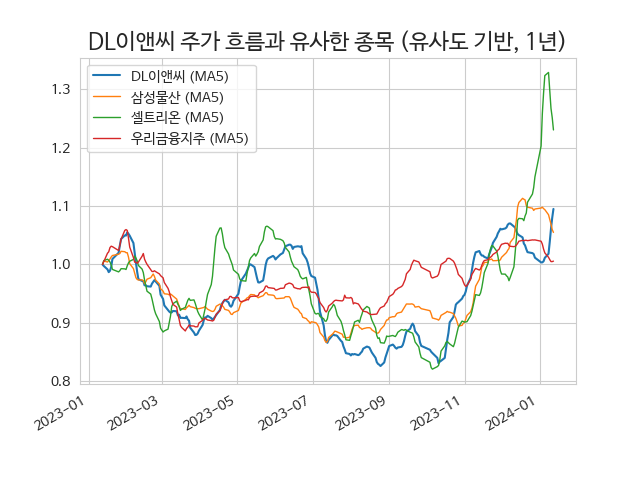 DL이앤씨 주가 흐름과 유사한 종목 (유사도 기반, 1년)
DL이앤씨 (MA5)
삼성물산 (MA5)
셀트리온 (MA5)
우리금융지주 (MA5)
1.3
1.2
1.1
1.0
0.9
0.8
2023-01
2023-03
2023-05
2023-07
2023-09
2023-11
2024-01